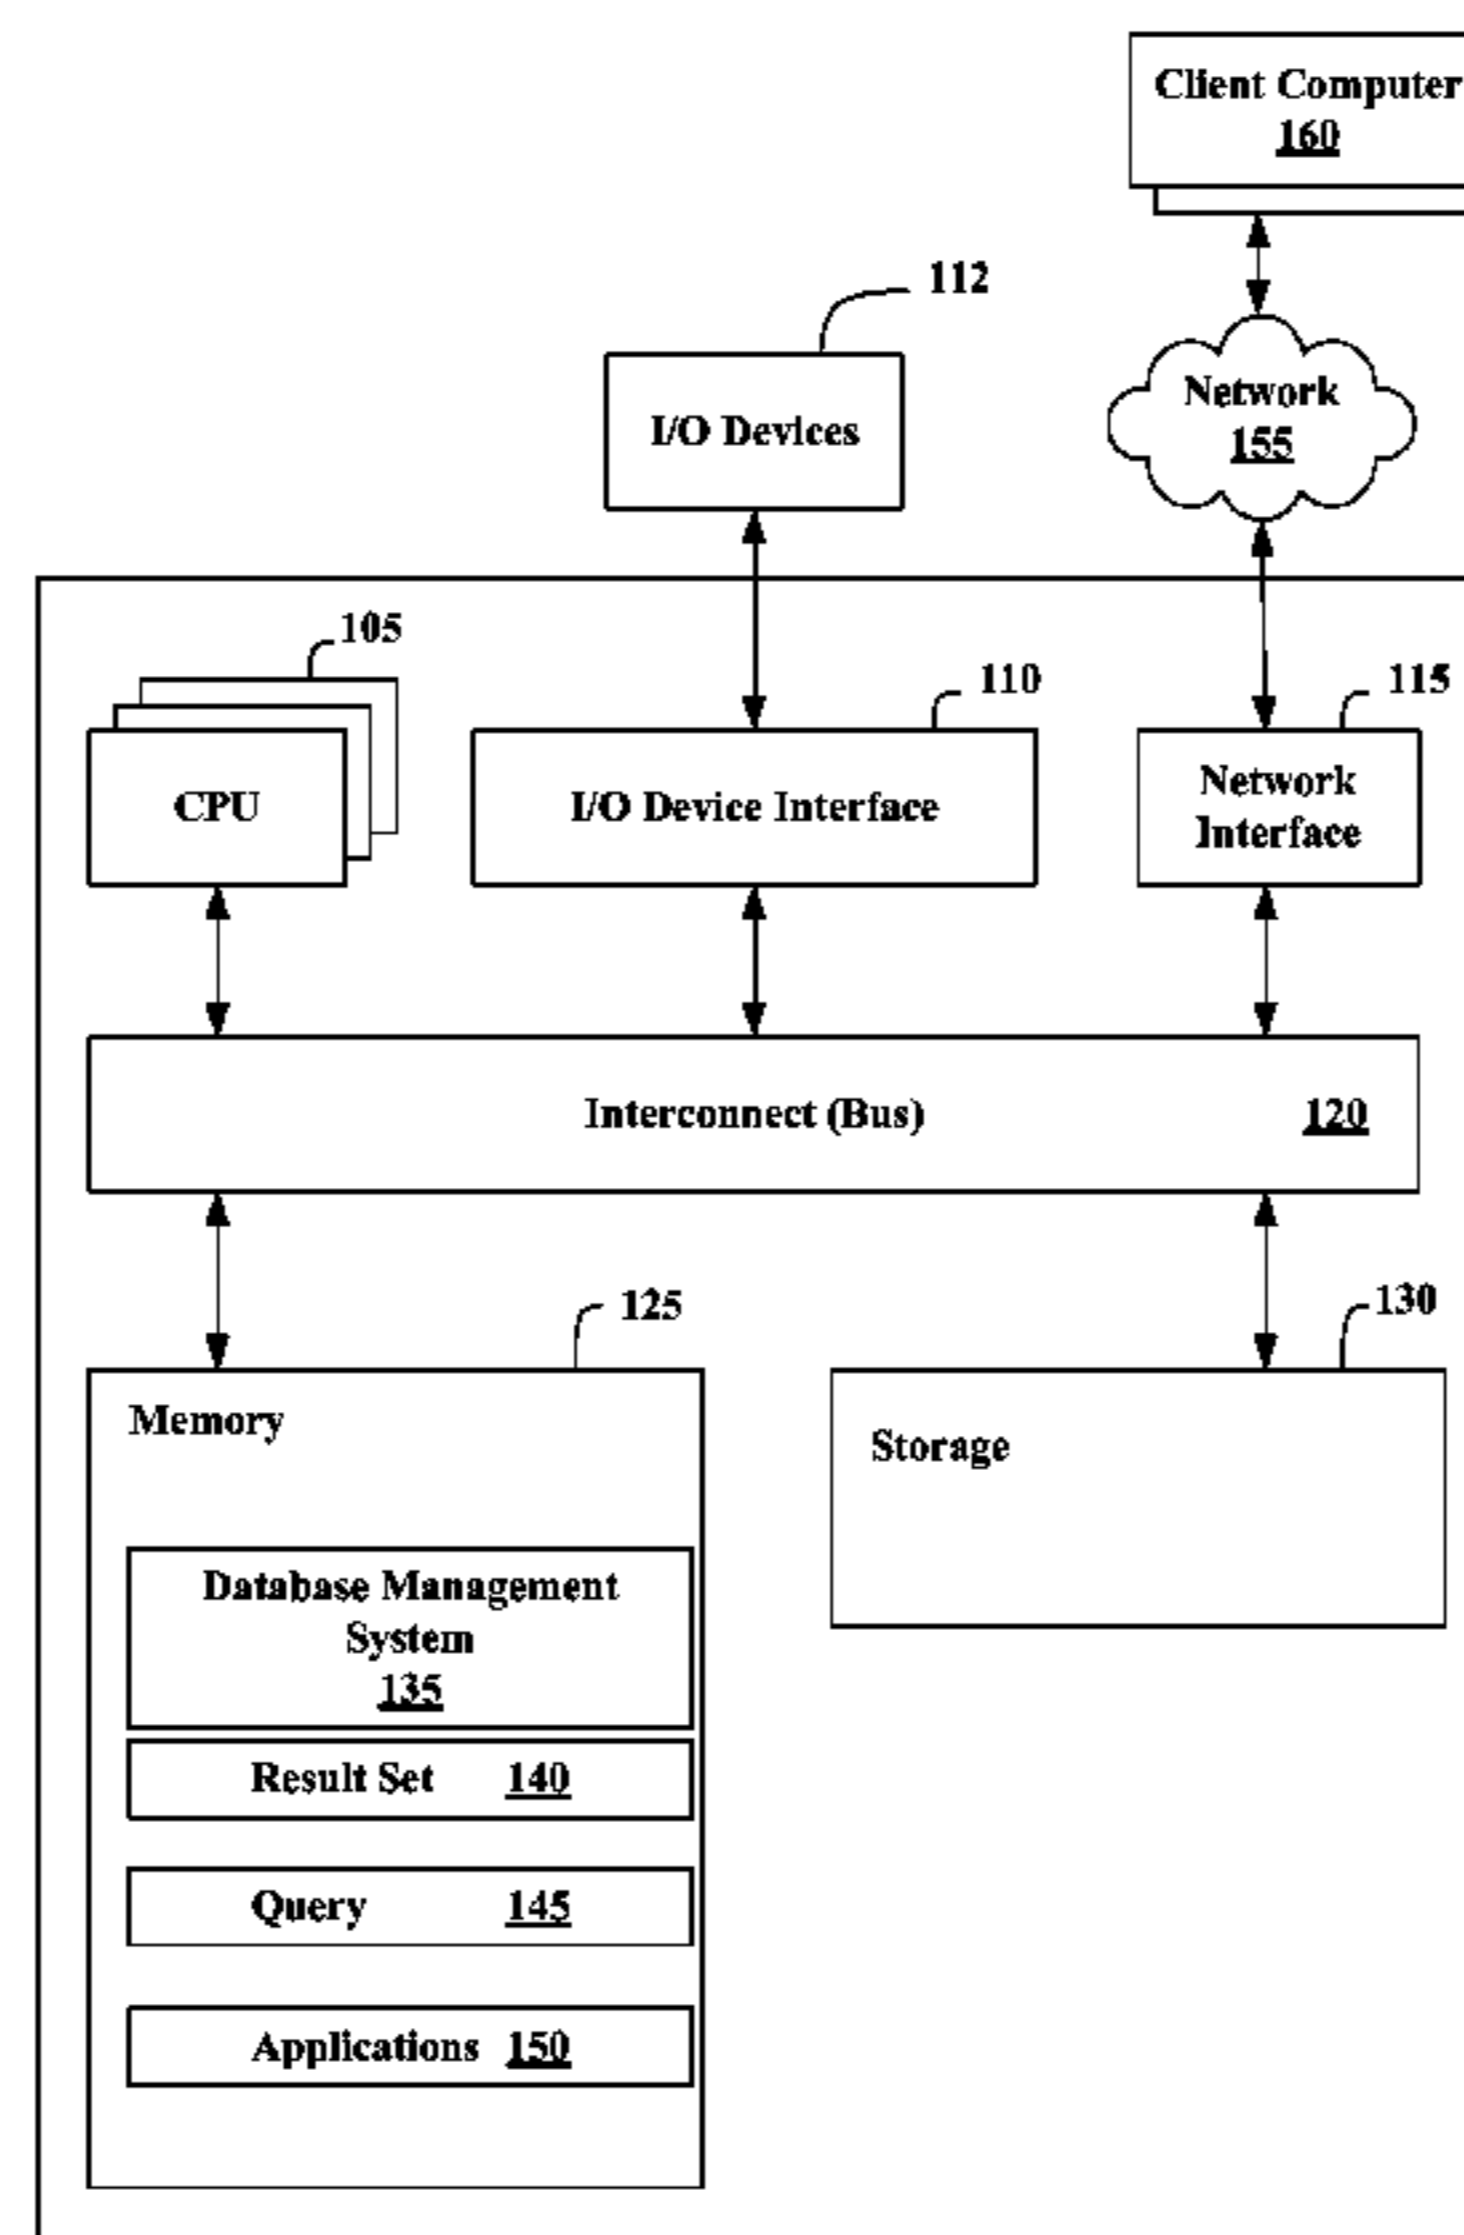 Client Computer
160
112
I/O Devices
Network
155
105
110
115
CPU
I/O Device Interface
Network
Interface
Interconnect (Bus)
120
125
130
Memory
Storage
Database Management
System
135
Result Set 140
Query 145
Applications 150